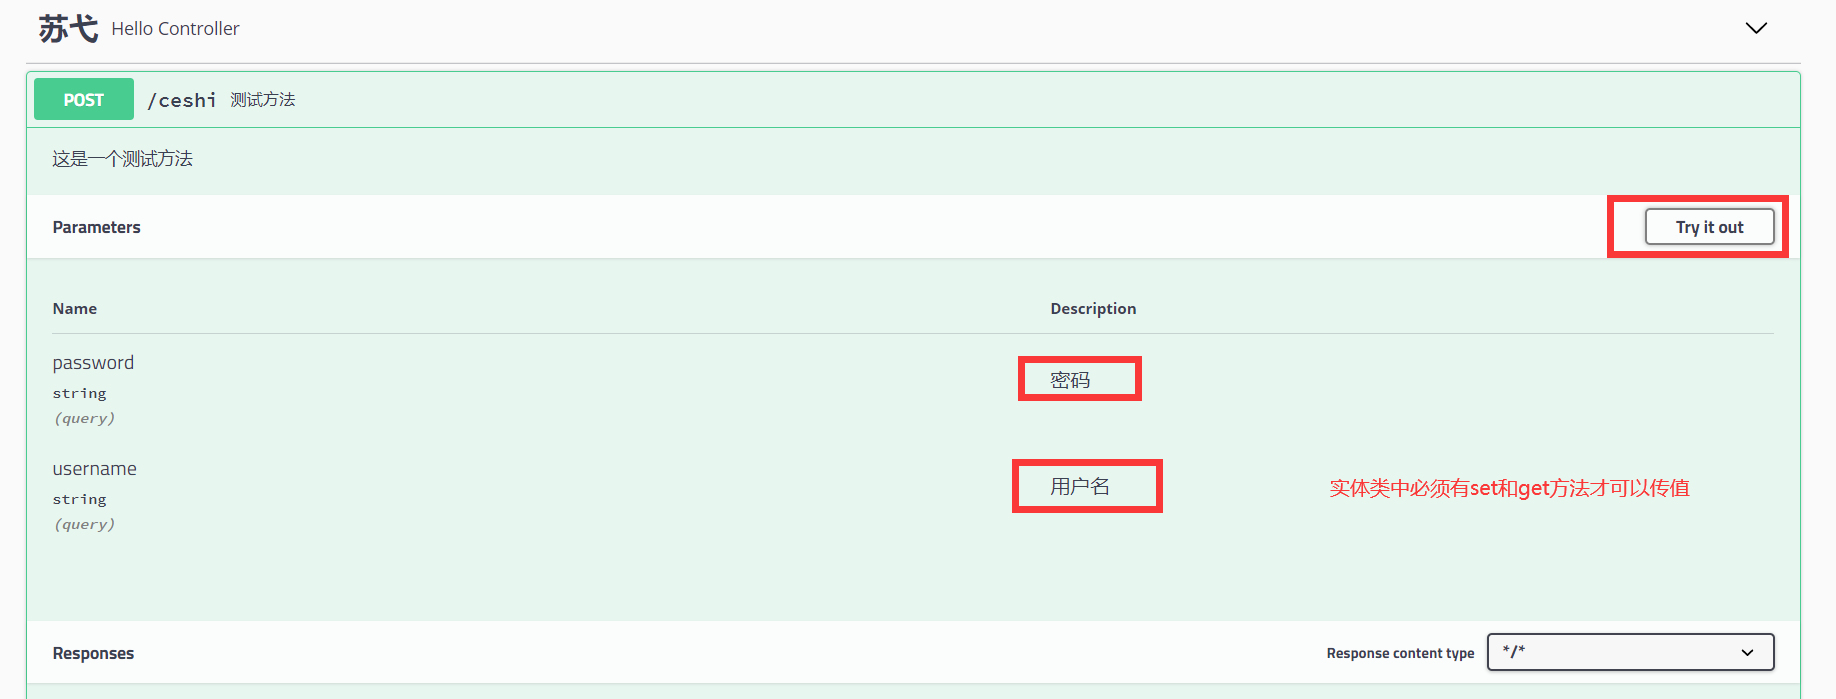 苏弋 Hello Controller
POST /ceshi 测试方法
这是一个测试方法
Parameters Try it out
Name Description
password
string
(query)
密码
username
string
(query)
用户名
实体类中必须有set和get方法才可以传值
Responses Response content type */*